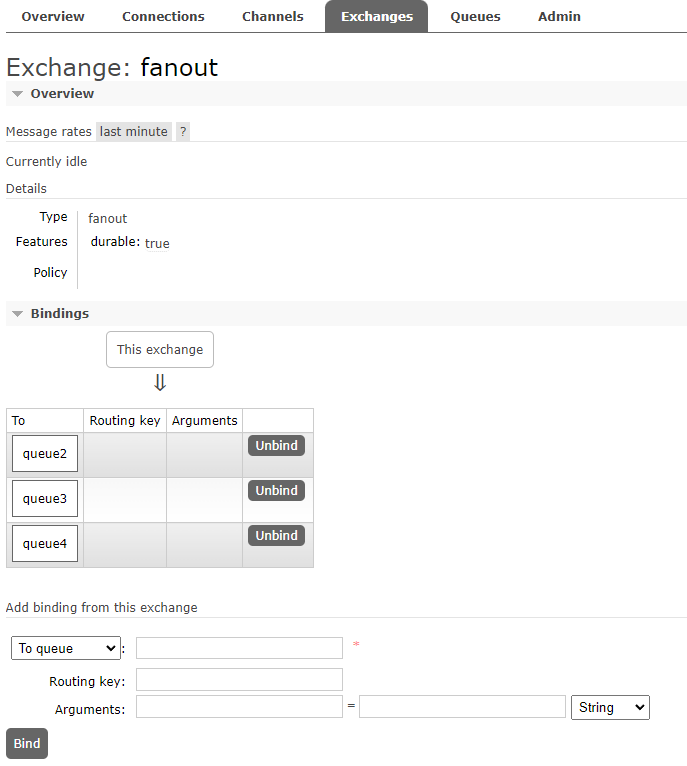 Overview Connections Channels Exchanges Queues Admin
Exchange: fanout
Overview
Message rates last minute ?
Currently idle
Details
Type fanout
Features durable: true
Policy
Bindings
This exchange
⇓
To Routing key Arguments
queue2 Unbind
queue3 Unbind
queue4 Unbind
Add binding from this exchange
To queue : *
Routing key:
Arguments: = String
Bind